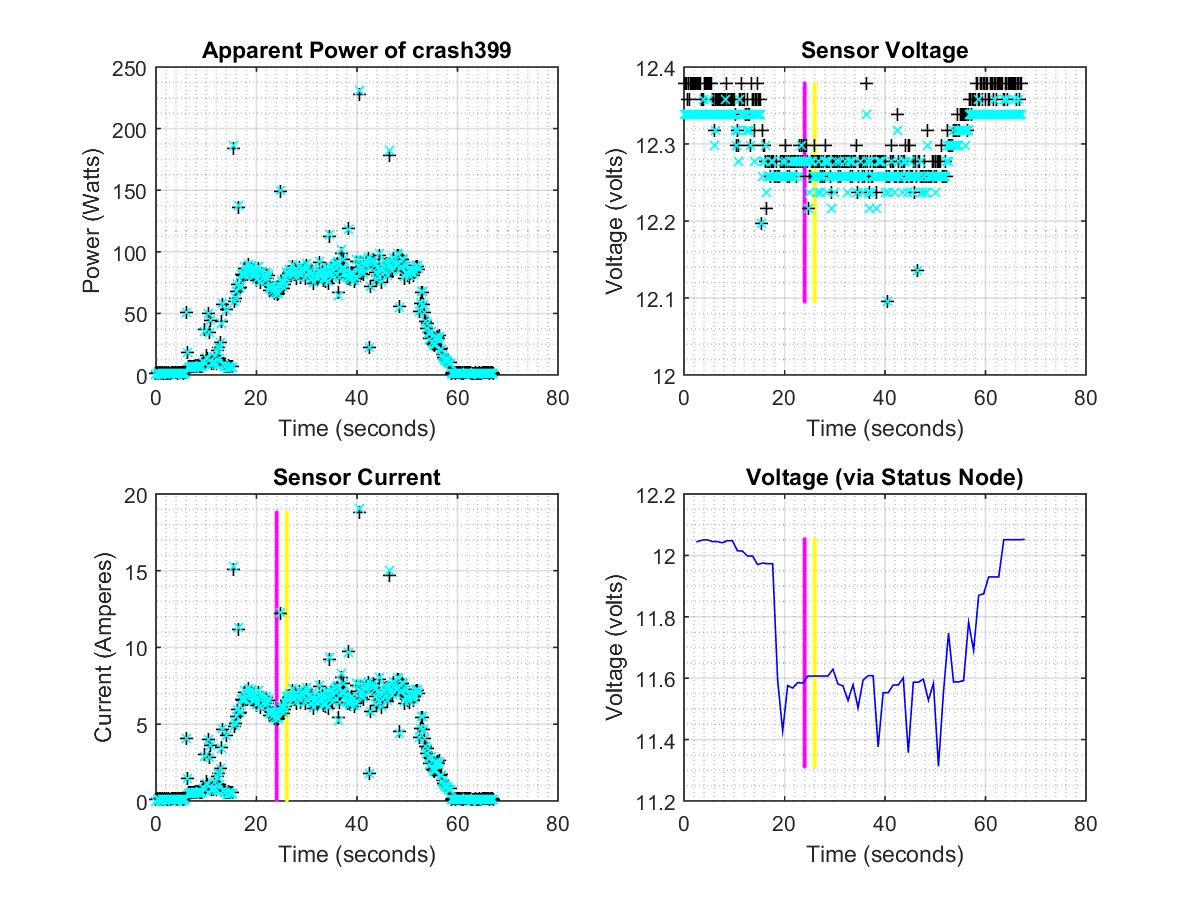 Apparent Power of crash399
250
200
150
100
50
0
Power (Watts)
0 20 40 60 80
Time (seconds)
Sensor Voltage
12.4
12.3
12.2
12.1
12
Voltage (volts)
0 20 40 60 80
Time (seconds)
Sensor Current
20
15
10
5
0
Current (Amperes)
0 20 40 60 80
Time (seconds)
Voltage (via Status Node)
12.2
12
11.8
11.6
11.4
11.2
Voltage (volts)
0 20 40 60 80
Time (seconds)